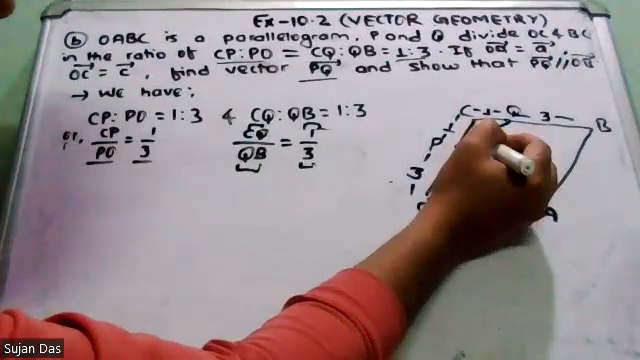 Ex-10.2 (VECTOR GEOMETRY)
(b) OABC is a parallelogram, P and Q divide OC & BC
in the ratio of CP:PO = CQ:QB = 1:3. If OB = a,
OC = c, find vector PQ and show that PQ // OB
→ We have:
CP:PO = 1:3 & CQ:QB = 1:3
or, CP/PO = 1/3 CQ/QB = 1/3
C 1 Q 3 B
P 1
3
A
Sujan Das